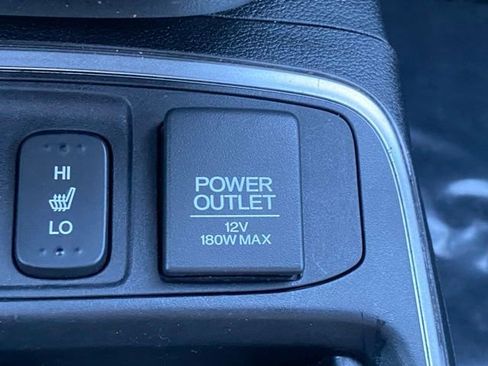 HI
LO
POWER
OUTLET
12V
180W MAX